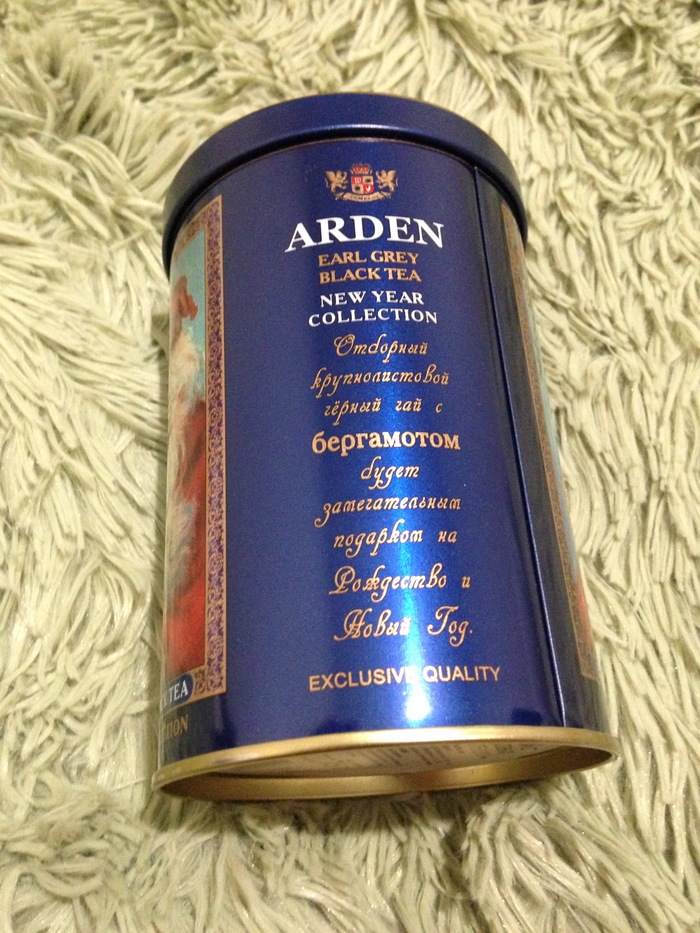 ARDEN
EARL GREY
BLACK TEA
NEW YEAR
COLLECTION
Отборный
крупнолистовой
чёрный чай с
бергамотом
будет
замечательным
подарком на
Рождество и
Новый Год.
EXCLUSIVE QUALITY
TEA